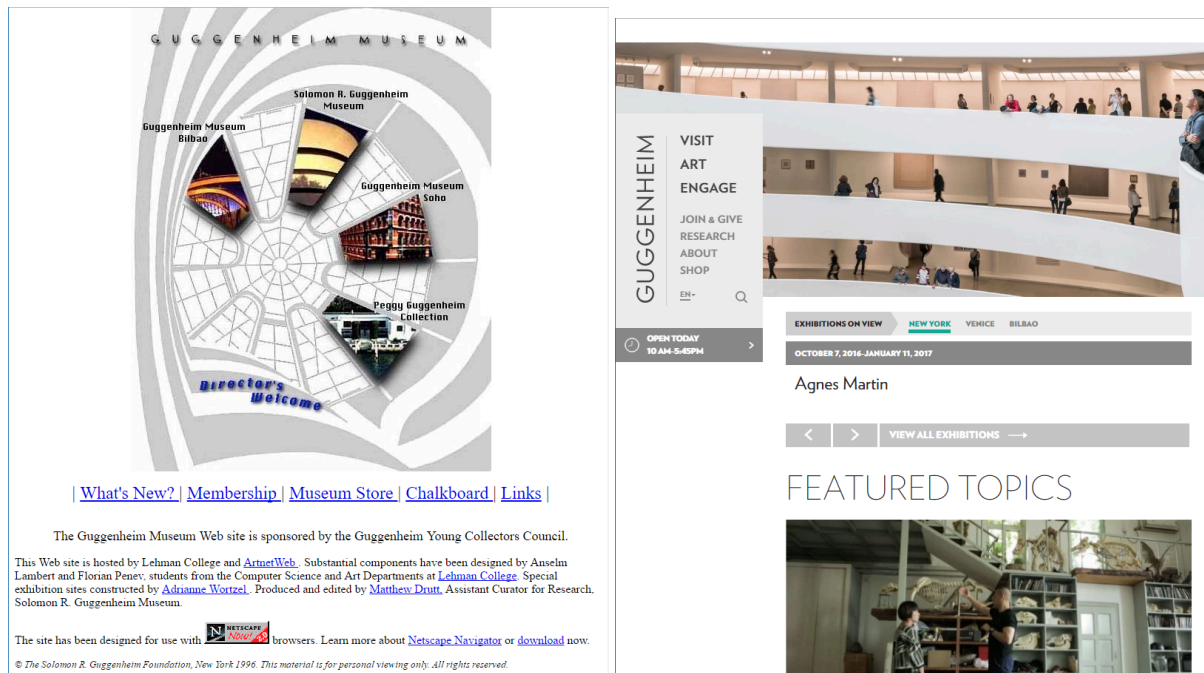 GUGGENHEIM MUSEUM
Solomon R. Guggenheim
Museum
Guggenheim Museum
Bilbao
Guggenheim Museum
Soho
Peggy Guggenheim
Collection
Director's
Welcome
| What's New? | Membership | Museum Store | Chalkboard | Links |
The Guggenheim Museum Web site is sponsored by the Guggenheim Young Collectors Council.
This Web site is hosted by Lehman College and ArtnetWeb . Substantial components have been designed by Anselm
Lambert and Florian Penev, students from the Computer Science and Art Departments at Lehman College. Special
exhibition sites constructed by Adrianne Wortzel . Produced and edited by Matthew Drutt, Assistant Curator for Research,
Solomon R. Guggenheim Museum.
The site has been designed for use with NETSCAPE NOW! 2.0 browsers. Learn more about Netscape Navigator or download now.
© The Solomon R. Guggenheim Foundation, New York 1996. This material is for personal viewing only. All rights reserved.
GUGGENHEIM
VISIT
ART
ENGAGE
JOIN & GIVE
RESEARCH
ABOUT
SHOP
EN
OPEN TODAY
10 AM-5:45PM
EXHIBITIONS ON VIEW NEW YORK VENICE BILBAO
OCTOBER 7, 2016-JANUARY 11, 2017
Agnes Martin
VIEW ALL EXHIBITIONS
FEATURED TOPICS